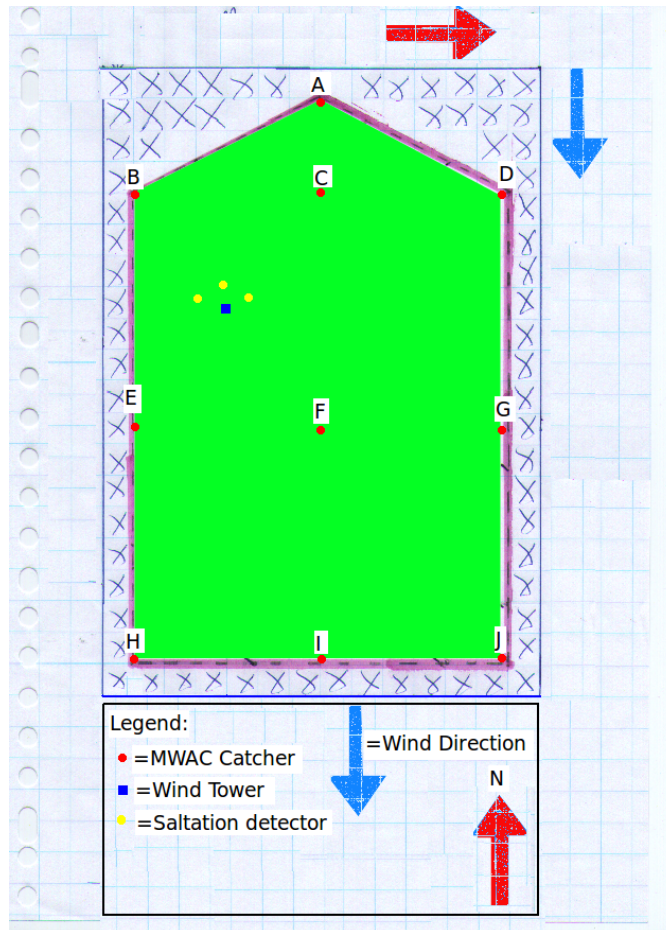 A
B
C
D
E
F
G
H
I
J
Legend:
=MWAC Catcher
=Wind Tower
=Saltation detector
=Wind Direction
N